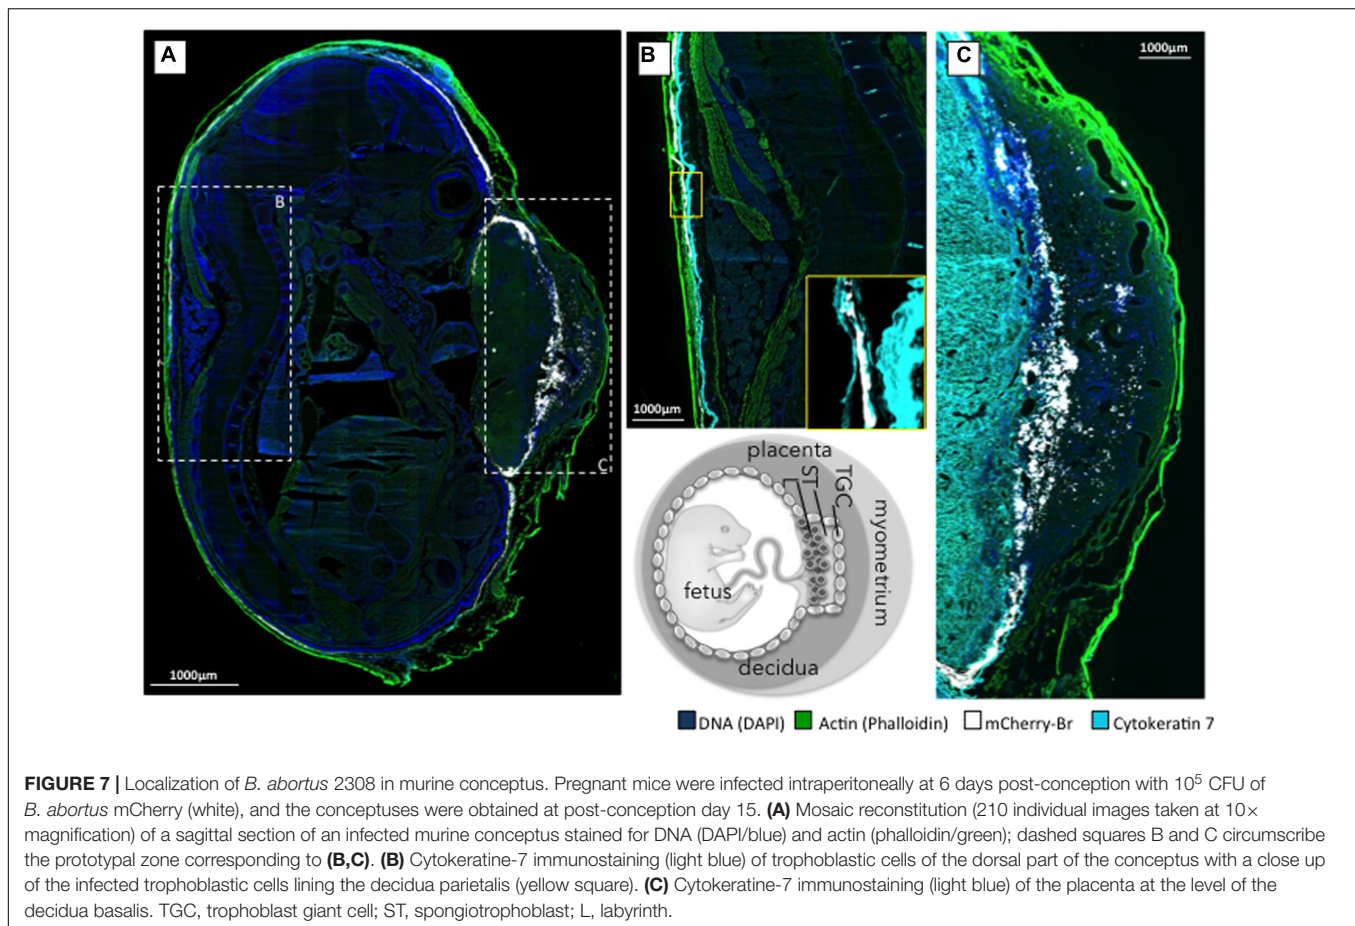 A
B
C
1000μm
B
C
1000μm
1000μm
placenta
ST
TGC
myometrium
fetus
decidua
DNA (DAPI) Actin (Phalloidin) mCherry-Br Cytokeratin 7
FIGURE 7 | Localization of B. abortus 2308 in murine conceptus. Pregnant mice were infected intraperitoneally at 6 days post-conception with 10⁵ CFU of
B. abortus mCherry (white), and the conceptuses were obtained at post-conception day 15. (A) Mosaic reconstitution (210 individual images taken at 10×
magnification) of a sagittal section of an infected murine conceptus stained for DNA (DAPI/blue) and actin (phalloidin/green); dashed squares B and C circumscribe
the prototypal zone corresponding to (B,C). (B) Cytokeratine-7 immunostaining (light blue) of trophoblastic cells of the dorsal part of the conceptus with a close up
of the infected trophoblastic cells lining the decidua parietalis (yellow square). (C) Cytokeratine-7 immunostaining (light blue) of the placenta at the level of the
decidua basalis. TGC, trophoblast giant cell; ST, spongiotrophoblast; L, labyrinth.